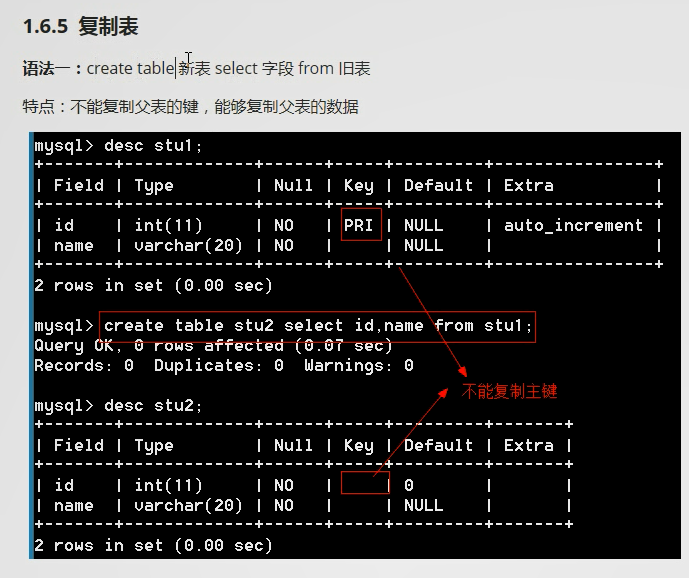 1.6.5 复制表
语法一：create table 新表 select 字段 from 旧表
特点：不能复制父表的键，能够复制父表的数据
mysql> desc stu1;
+-------+-------------+------+-----+---------+----------------+
| Field | Type        | Null | Key | Default | Extra          |
+-------+-------------+------+-----+---------+----------------+
| id    | int(11)     | NO   | PRI | NULL    | auto_increment |
| name  | varchar(20) | NO   |     | NULL    |                |
+-------+-------------+------+-----+---------+----------------+
2 rows in set (0.00 sec)
mysql> create table stu2 select id,name from stu1;
Query OK, 0 rows affected (0.07 sec)
Records: 0  Duplicates: 0  Warnings: 0
不能复制主键
mysql> desc stu2;
+-------+-------------+------+-----+---------+-------+
| Field | Type        | Null | Key | Default | Extra |
+-------+-------------+------+-----+---------+-------+
| id    | int(11)     | NO   |     | 0       |       |
| name  | varchar(20) | NO   |     | NULL    |       |
+-------+-------------+------+-----+---------+-------+
2 rows in set (0.00 sec)